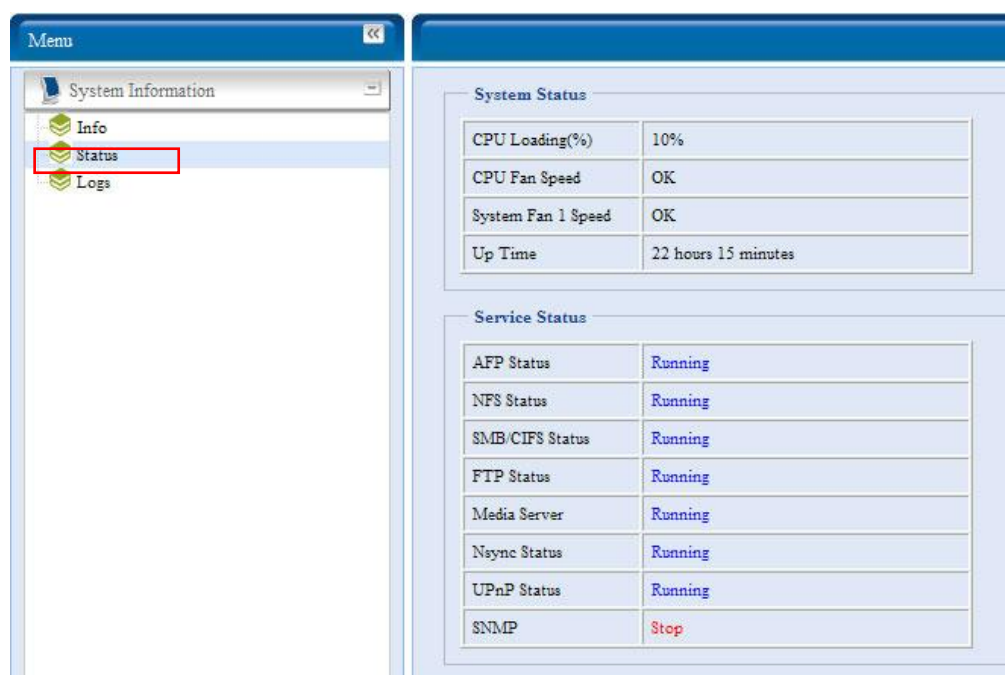 Menu
System Information
Info
Status
Logs
System Status
CPU Loading(%) 10%
CPU Fan Speed OK
System Fan 1 Speed OK
Up Time 22 hours 15 minutes
Service Status
AFP Status Running
NFS Status Running
SMB/CIFS Status Running
FTP Status Running
Media Server Running
Nsync Status Running
UPnP Status Running
SNMP Stop